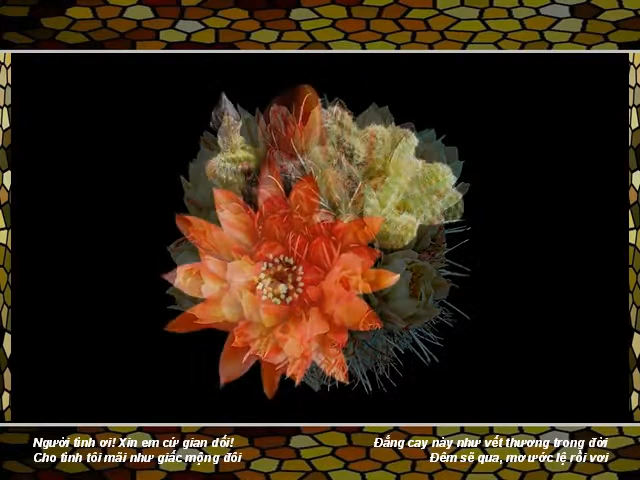 Người tình ơi! Xin em cứ gian dối!
Cho tình tôi mãi như giấc mộng đôi
Đắng cay này như vết thương trong đời
Đêm sẽ qua, mơ ước lệ rồi vơi